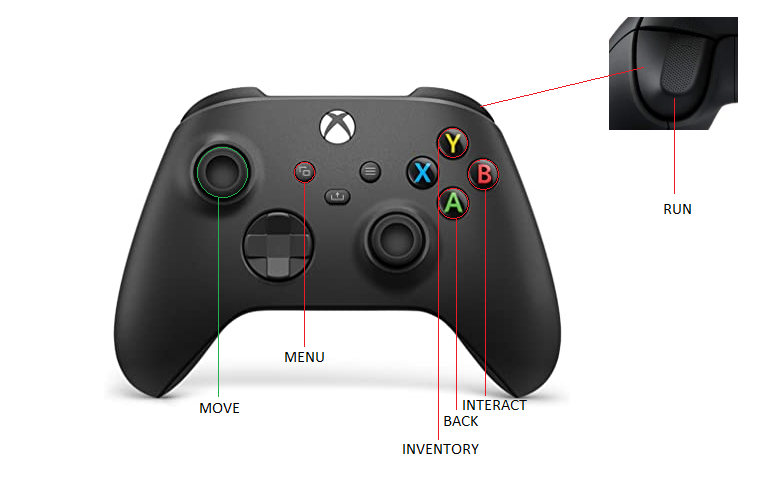 Y
X
B
A
RUN
MENU
MOVE
INTERACT
BACK
INVENTORY